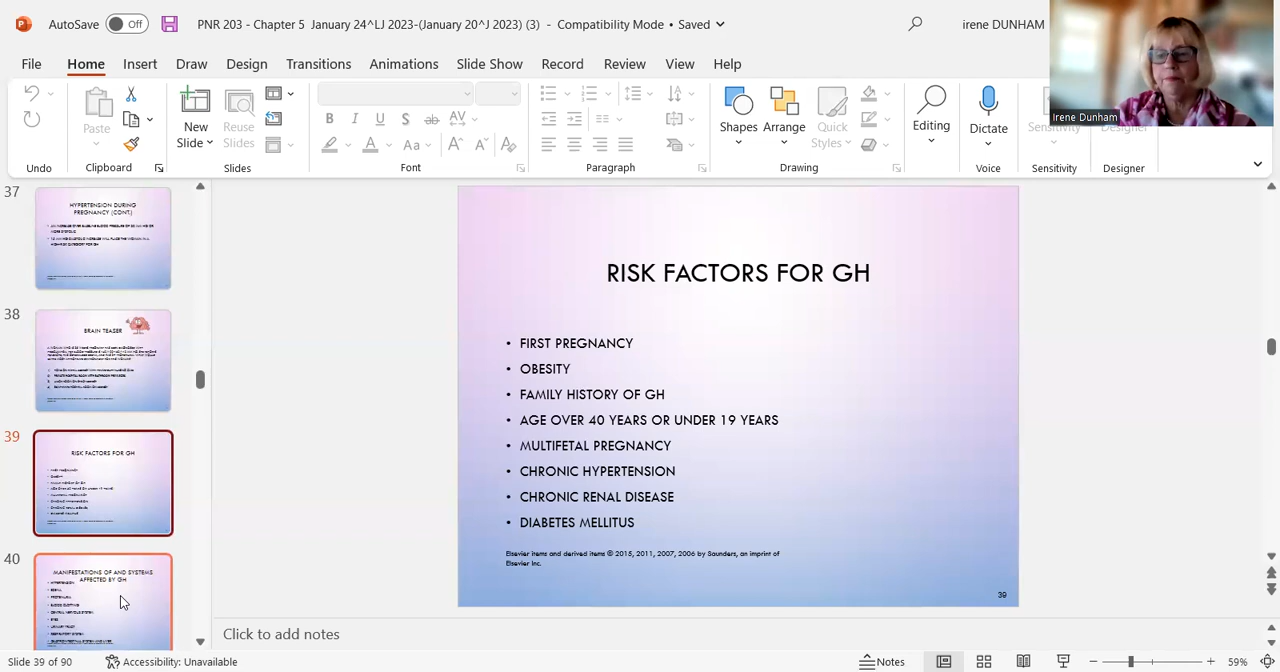 AutoSave Off PNR 203 - Chapter 5 January 24^LJ 2023-(January 20^J 2023) (3) - Compatibility Mode • Saved irene DUNHAM
File Home Insert Draw Design Transitions Animations Slide Show Record Review View Help
Paste New Slide Reuse Slides Shapes Arrange Quick Styles Editing Dictate Sensitivity Designer
Irene Dunham
Undo Clipboard Slides Font Paragraph Drawing Voice Sensitivity Designer
37
HYPERTENSION DURING
PREGNANCY (CONT)
38
BRAIN TEASER
39
RISK FACTORS FOR GH
40
MANIFESTATIONS OF AND SYSTEMS
AFFECTED BY GH
RISK FACTORS FOR GH
• FIRST PREGNANCY
• OBESITY
• FAMILY HISTORY OF GH
• AGE OVER 40 YEARS OR UNDER 19 YEARS
• MULTIFETAL PREGNANCY
• CHRONIC HYPERTENSION
• CHRONIC RENAL DISEASE
• DIABETES MELLITUS
Elsevier items and derived items © 2015, 2011, 2007, 2006 by Saunders, an imprint of
Elsevier Inc.
39
Click to add notes
Slide 39 of 90 Accessibility: Unavailable Notes 59%